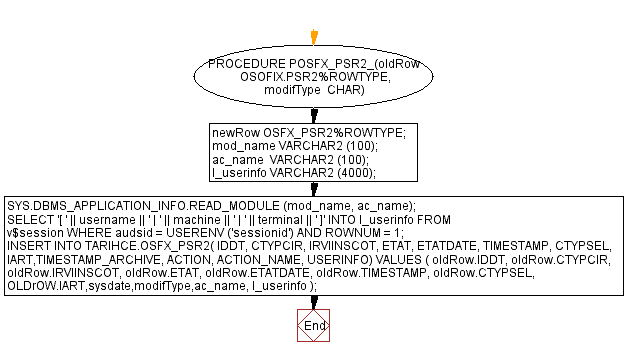 PROCEDURE POSFX_PSR2_(oldRow
OSOFIX.PSR2%ROWTYPE,
modifType  CHAR)
newRow OSFX_PSR2%ROWTYPE;
mod_name VARCHAR2 (100);
ac_name  VARCHAR2 (100);
l_userinfo VARCHAR2 (4000);
SYS.DBMS_APPLICATION_INFO.READ_MODULE (mod_name, ac_name);
SELECT '[ ' || username || ' | ' || machine || ' | ' || terminal || ' ]' INTO l_userinfo FROM
v$session WHERE audsid = USERENV ('sessionid') AND ROWNUM = 1;
INSERT INTO TARIHCE.OSFX_PSR2( IDDT, CTYPCIR, IRVIINSCOT, ETAT, ETATDATE, TIMESTAMP, CTYPSEL,
IART,TIMESTAMP_ARCHIVE, ACTION, ACTION_NAME, USERINFO) VALUES ( oldRow.IDDT, oldRow.CTYPCIR,
oldRow.IRVIINSCOT, oldRow.ETAT, oldRow.ETATDATE, oldRow.TIMESTAMP, oldRow.CTYPSEL,
OLDrOW.IART,sysdate,modifType,ac_name, l_userinfo );
End